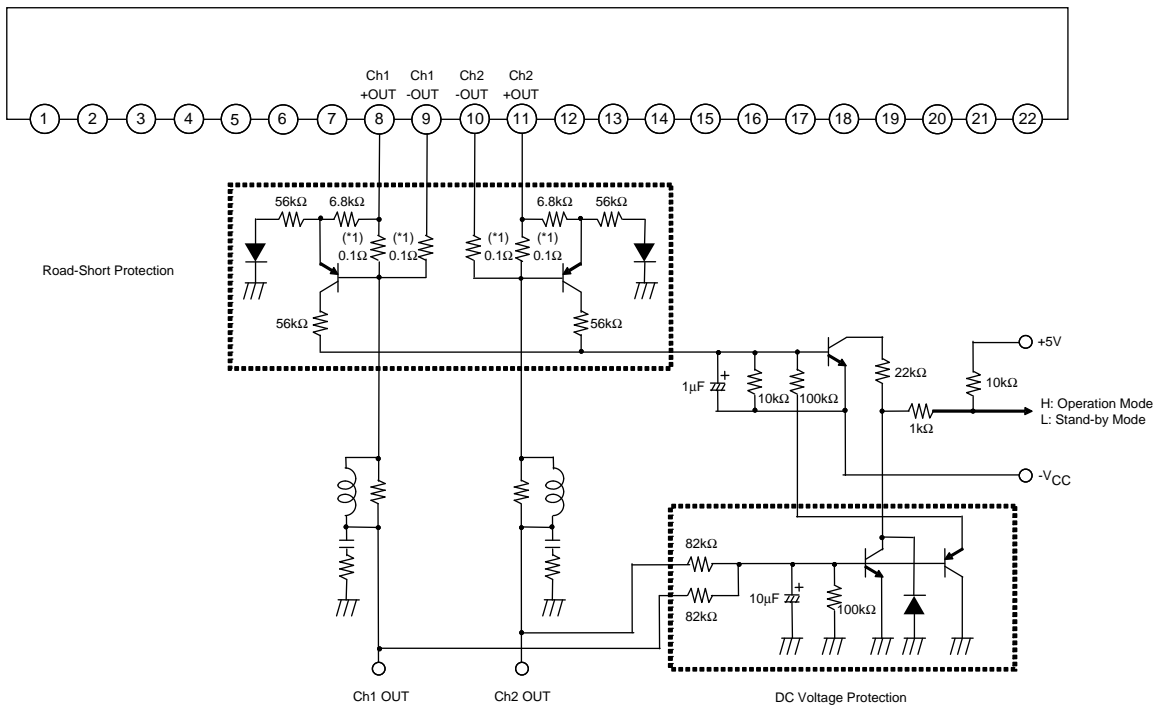 Ch1 Ch1 Ch2 Ch2
+OUT -OUT -OUT +OUT
1 2 3 4 5 6 7 8 9 10 11 12 13 14 15 16 17 18 19 20 21 22
56kΩ 6.8kΩ 6.8kΩ 56kΩ
(*1) (*1) (*1) (*1)
0.1Ω 0.1Ω 0.1Ω 0.1Ω
Road-Short Protection
56kΩ 56kΩ
+5V
1μF + 10kΩ 100kΩ 22kΩ 10kΩ
H: Operation Mode
L: Stand-by Mode
1kΩ
-VCC
82kΩ
82kΩ
10μF + 100kΩ
Ch1 OUT Ch2 OUT DC Voltage Protection